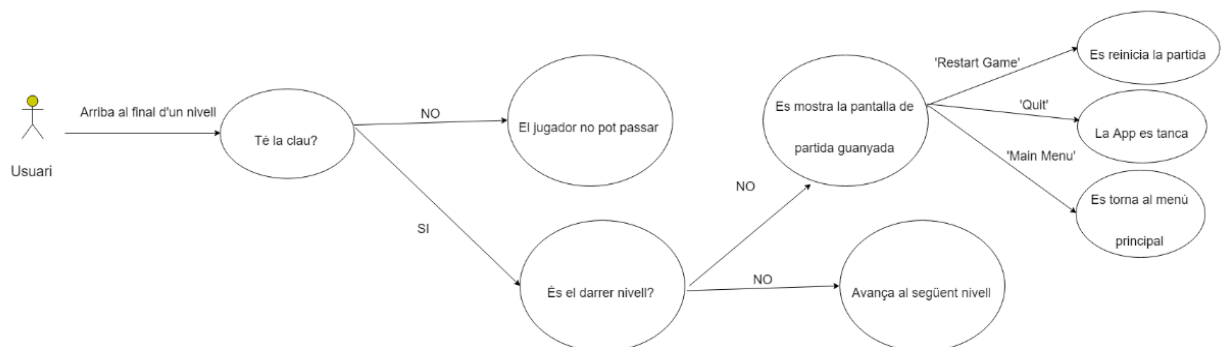 Usuari
Arriba al final d'un nivell
Té la clau?
NO
El jugador no pot passar
SI
És el darrer nivell?
NO
Es mostra la pantalla de
partida guanyada
'Restart Game'
Es reinicia la partida
'Quit'
La App es tanca
'Main Menu'
Es torna al menú
principal
NO
Avança al següent nivell